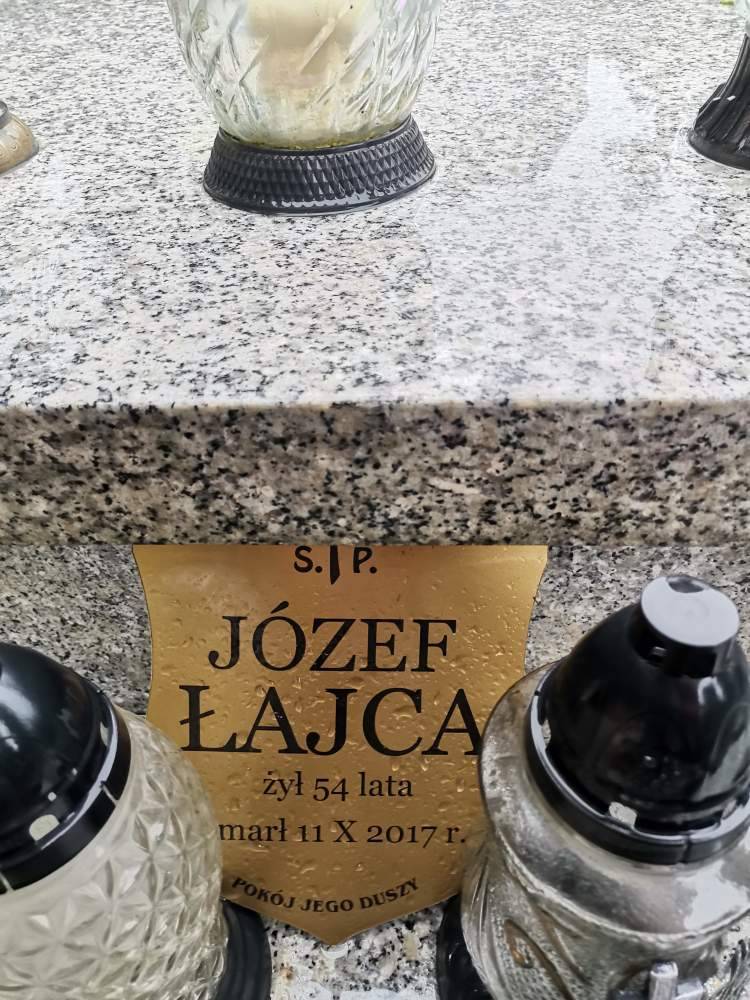 S. P.
JÓZEF
ŁAJCA
żył 54 lata
marł 11 X 2017 r.
POKÓJ JEGO DUSZY